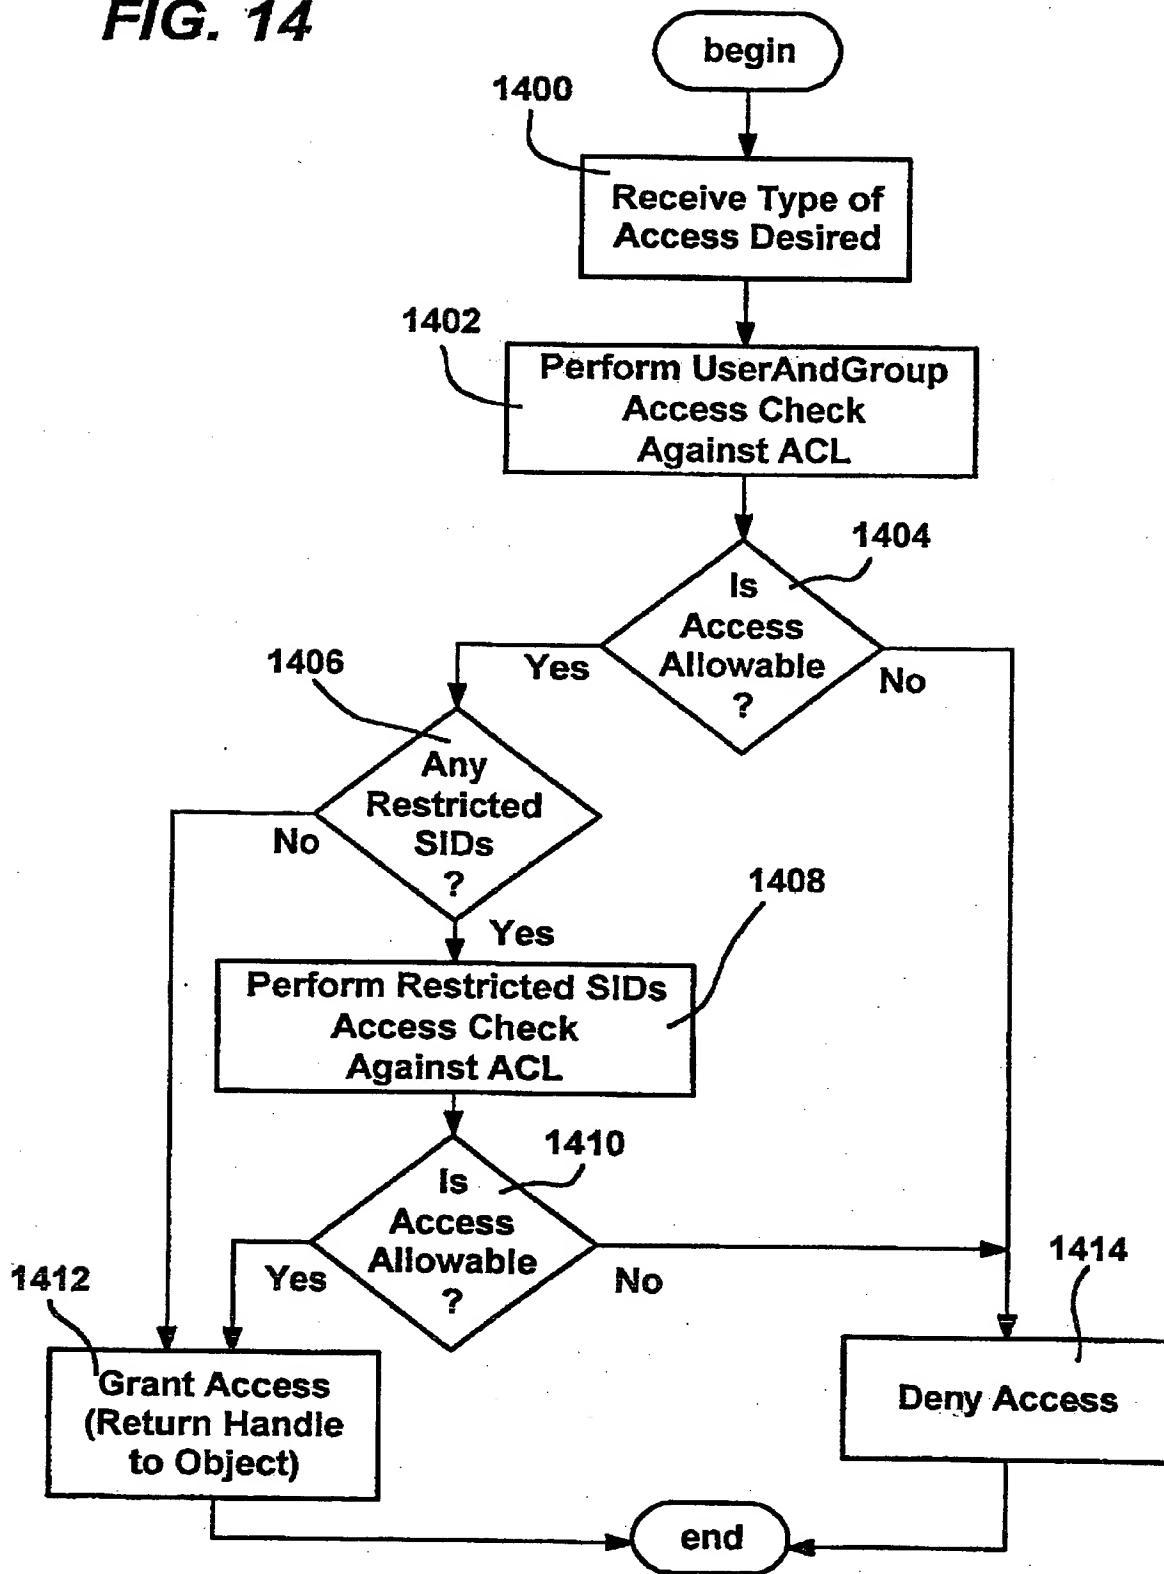 FIG. 14
begin
1400
Receive Type of
Access Desired
1402
Perform UserAndGroup
Access Check
Against ACL
1404
Is
Access
Allowable
?
Yes
No
1406
Any
Restricted
SIDs
?
No
Yes
1408
Perform Restricted SIDs
Access Check
Against ACL
1410
Is
Access
Allowable
?
Yes
No
1412
Grant Access
(Return Handle
to Object)
1414
Deny Access
end